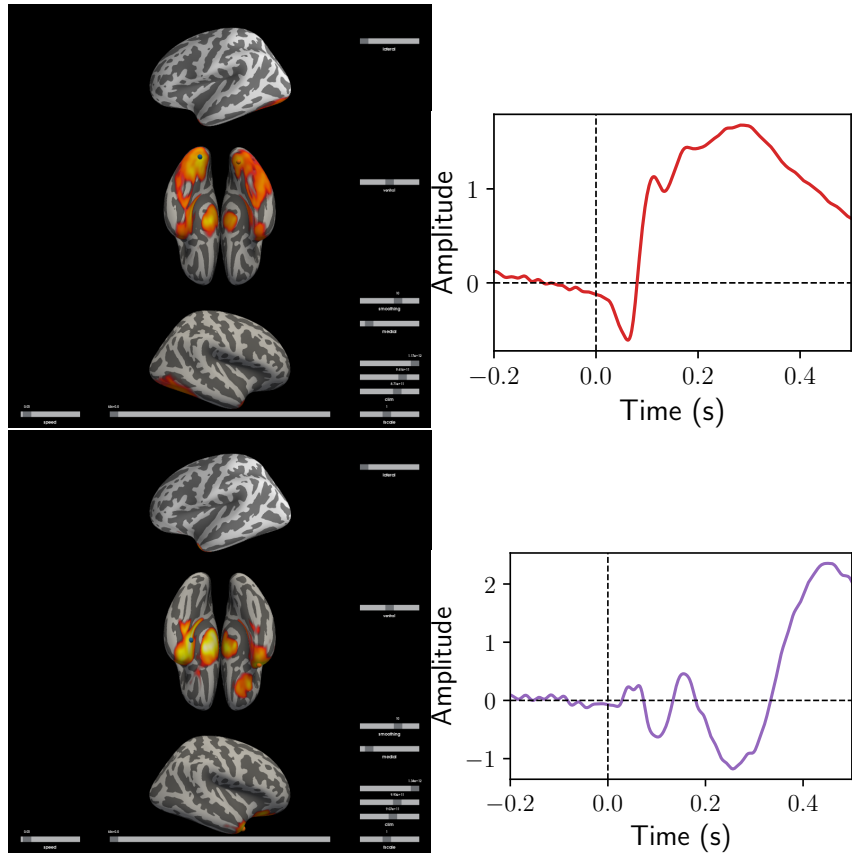 lateral
ventral
smoothing
medial
clim
speed
fscale
Amplitude
1
0
−0.2
0.0
0.2
0.4
Time (s)
lateral
ventral
smoothing
medial
clim
speed
fscale
Amplitude
2
1
0
−1
−0.2
0.0
0.2
0.4
Time (s)